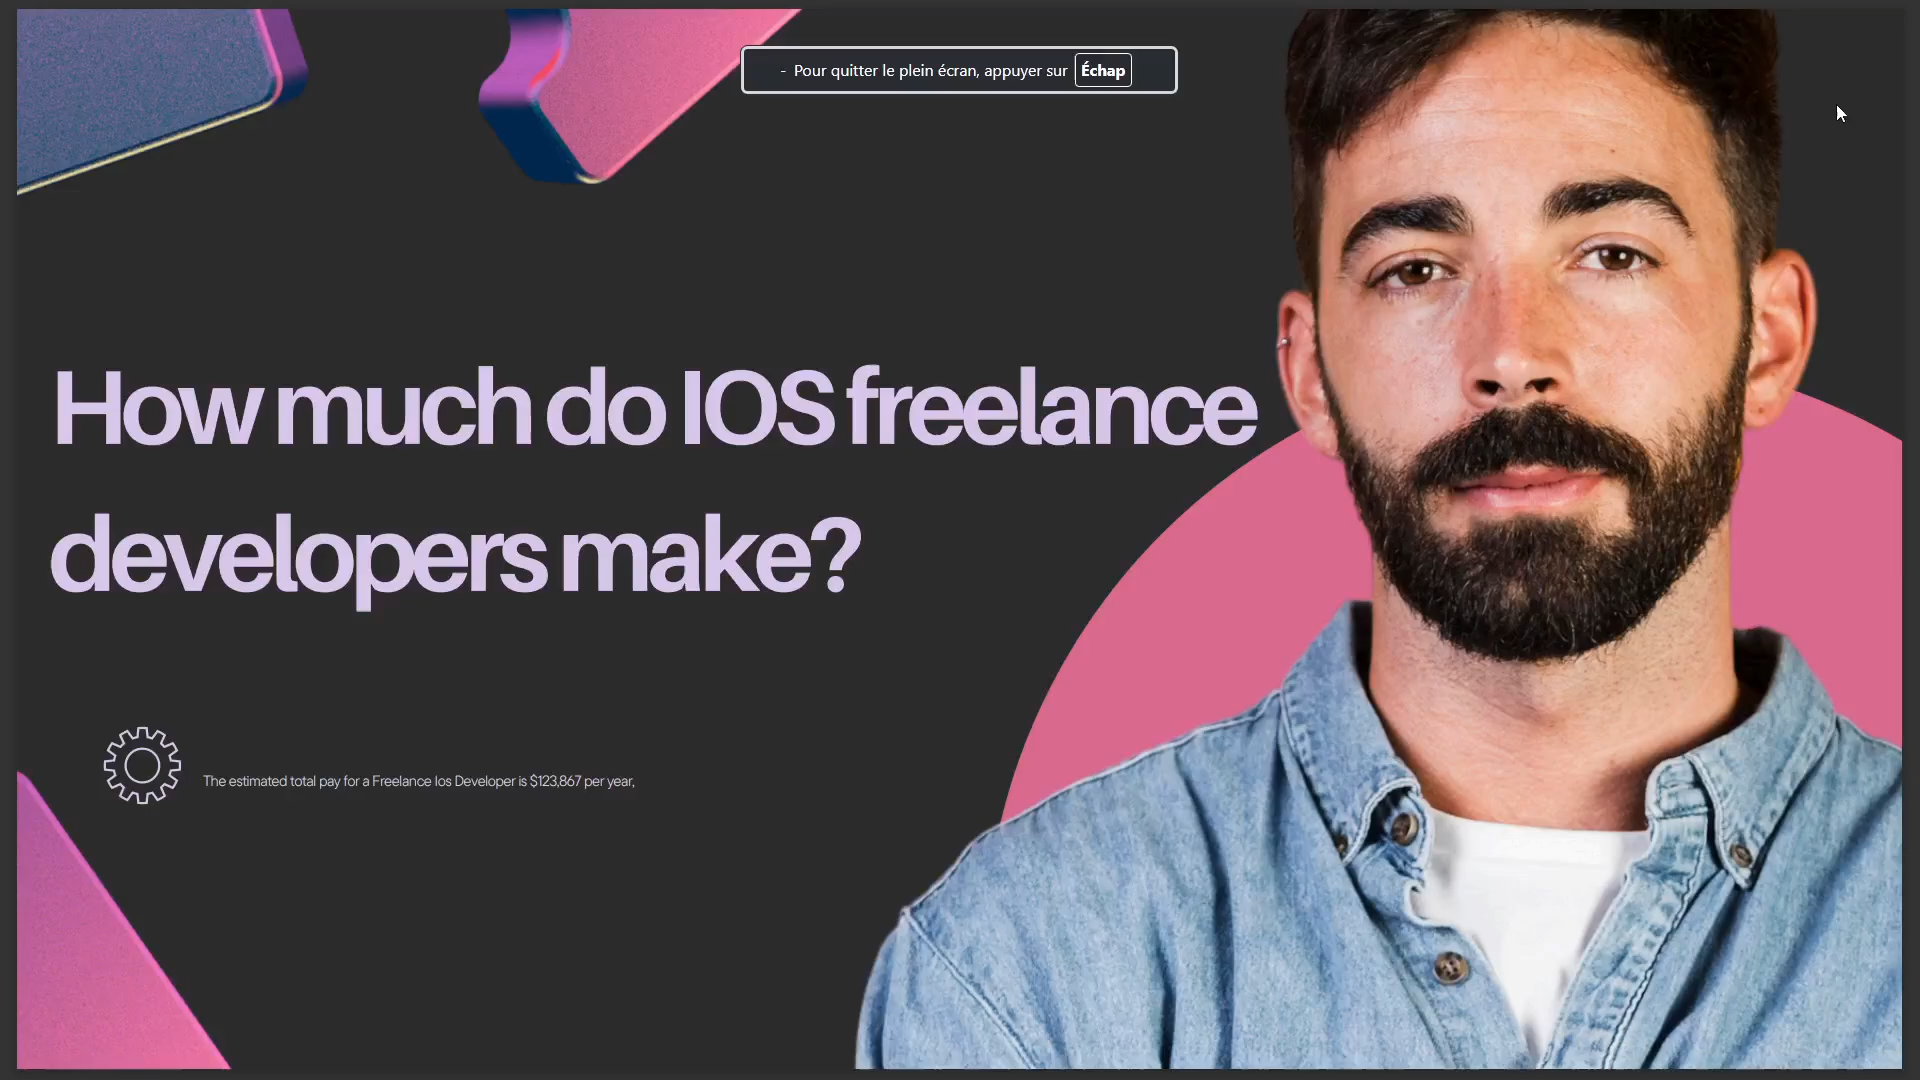 - Pour quitter le plein écran, appuyer sur Échap
How much do IOS freelance
developers make?
The estimated total pay for a Freelance Ios Developer is $123,867 per year,